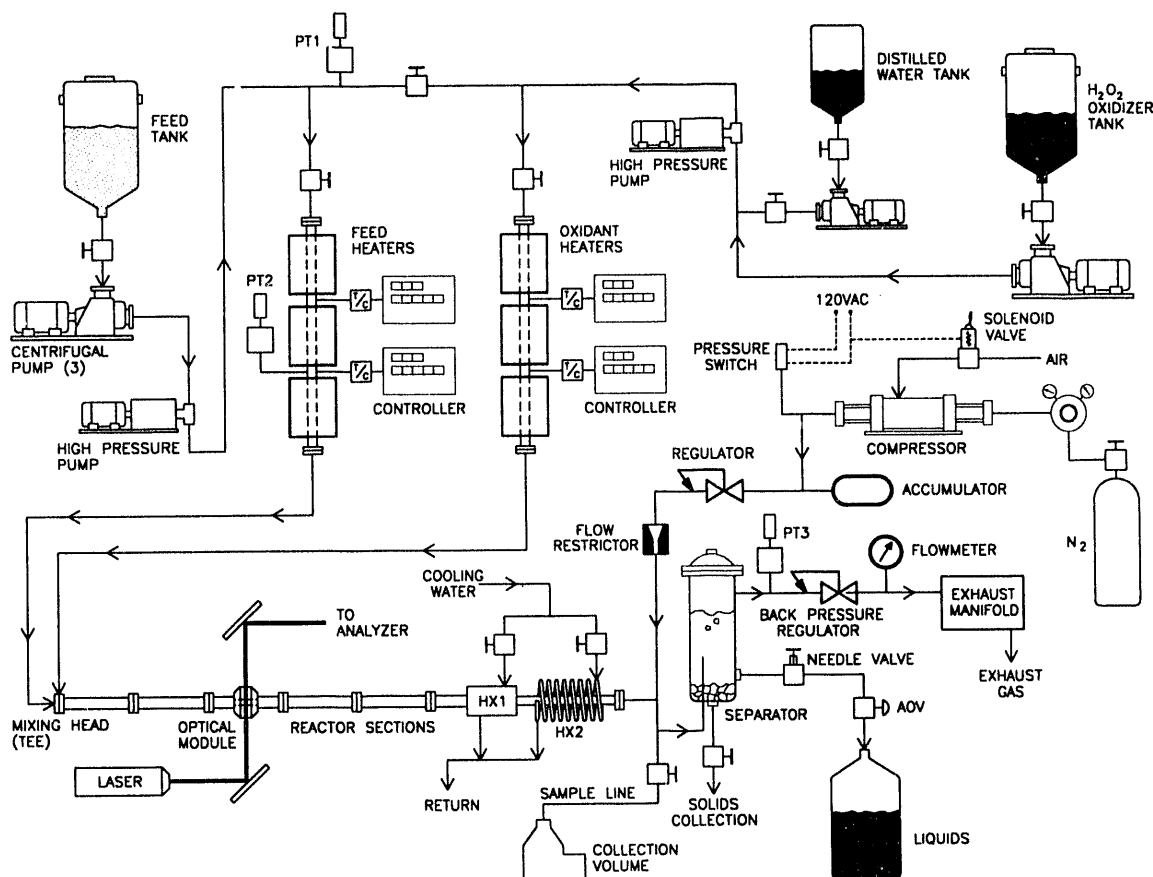 PT1
FEED
TANK
DISTILLED
WATER TANK
H₂O₂
OXIDIZER
TANK
HIGH PRESSURE
PUMP
FEED
HEATERS
OXIDANT
HEATERS
PT2
T/C
T/C
T/C
T/C
CONTROLLER
CONTROLLER
CENTRIFUGAL
PUMP (3)
HIGH PRESSURE
PUMP
120VAC
PRESSURE
SWITCH
SOLENOID
VALVE
AIR
COMPRESSOR
REGULATOR
ACCUMULATOR
N₂
FLOW
RESTRICTOR
PT3
FLOWMETER
COOLING
WATER
BACK PRESSURE
REGULATOR
EXHAUST
MANIFOLD
EXHAUST
GAS
TO
ANALYZER
NEEDLE VALVE
AOV
HX1
HX2
SEPARATOR
MIXING HEAD
(TEE)
OPTICAL
MODULE
REACTOR SECTIONS
LASER
RETURN
SAMPLE LINE
SOLIDS
COLLECTION
COLLECTION
VOLUME
LIQUIDS